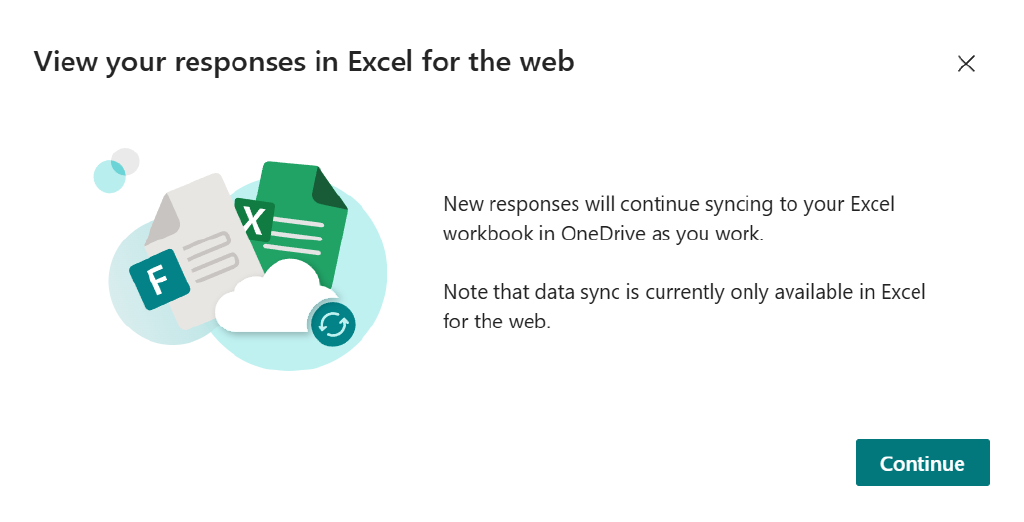 View your responses in Excel for the web
X
F
New responses will continue syncing to your Excel
workbook in OneDrive as you work.
Note that data sync is currently only available in Excel
for the web.
Continue